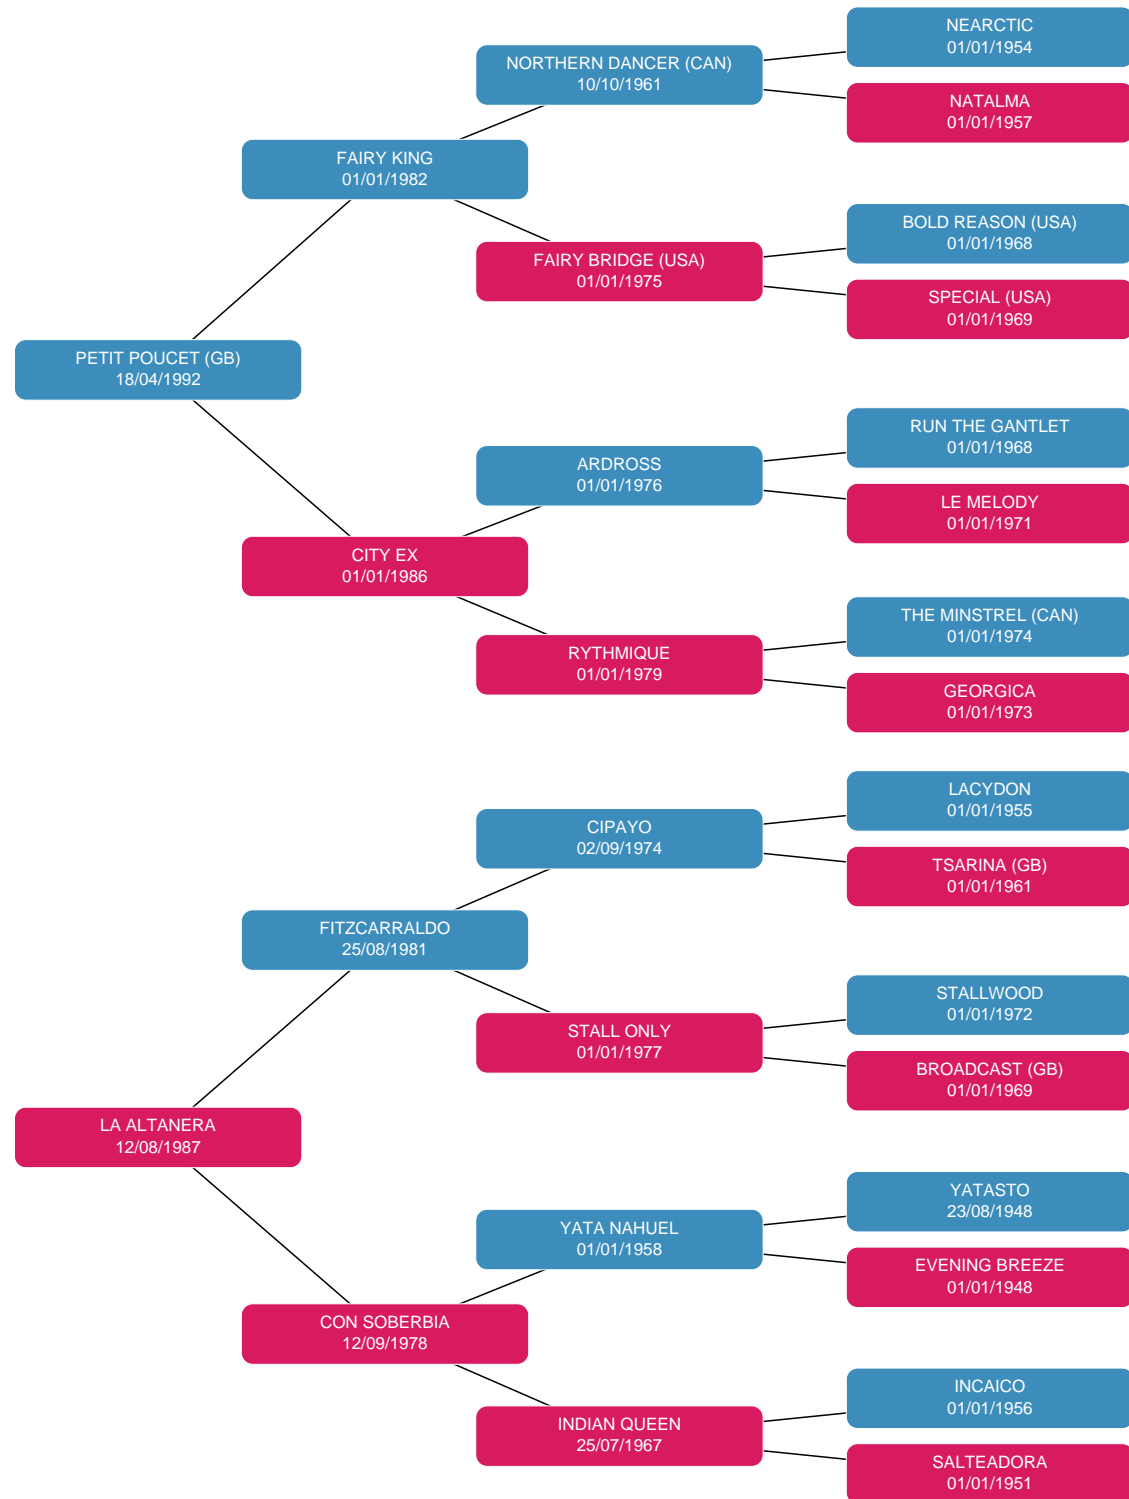 NEARCTIC
01/01/1954
NORTHERN DANCER (CAN)
10/10/1961
NATALMA
01/01/1957
FAIRY KING
01/01/1982
BOLD REASON (USA)
01/01/1968
FAIRY BRIDGE (USA)
01/01/1975
SPECIAL (USA)
01/01/1969
PETIT POUCET (GB)
18/04/1992
RUN THE GANTLET
01/01/1968
ARDROSS
01/01/1976
LE MELODY
01/01/1971
CITY EX
01/01/1986
THE MINSTREL (CAN)
01/01/1974
RYTHMIQUE
01/01/1979
GEORGICA
01/01/1973
LACYDON
01/01/1955
CIPAYO
02/09/1974
TSARINA (GB)
01/01/1961
FITZCARRALDO
25/08/1981
STALLWOOD
01/01/1972
STALL ONLY
01/01/1977
BROADCAST (GB)
01/01/1969
LA ALTANERA
12/08/1987
YATASTO
23/08/1948
YATA NAHUEL
01/01/1958
EVENING BREEZE
01/01/1948
CON SOBERBIA
12/09/1978
INCAICO
01/01/1956
INDIAN QUEEN
25/07/1967
SALTEADORA
01/01/1951